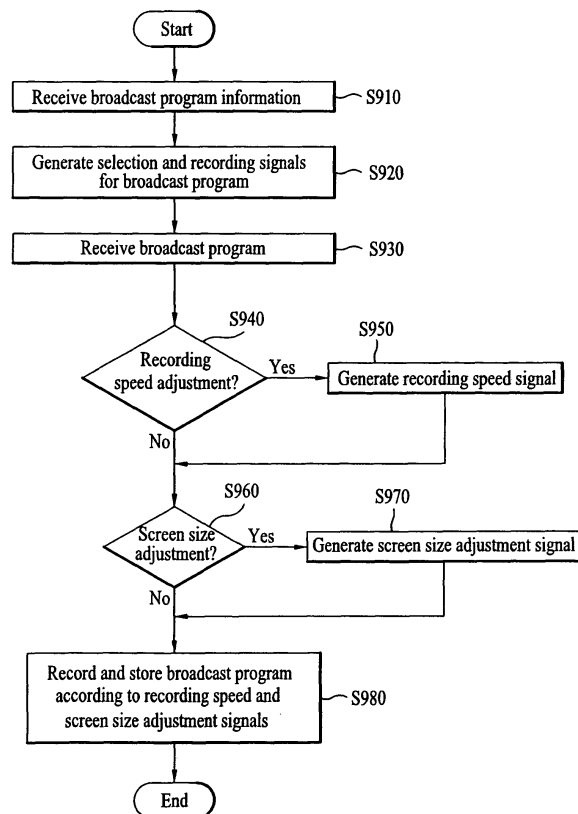 Start
Receive broadcast program information
S910
Generate selection and recording signals
for broadcast program
S920
Receive broadcast program
S930
S940
Recording
speed adjustment?
Yes
S950
Generate recording speed signal
No
S960
Screen size
adjustment?
Yes
S970
Generate screen size adjustment signal
No
Record and store broadcast program
according to recording speed and
screen size adjustment signals
S980
End